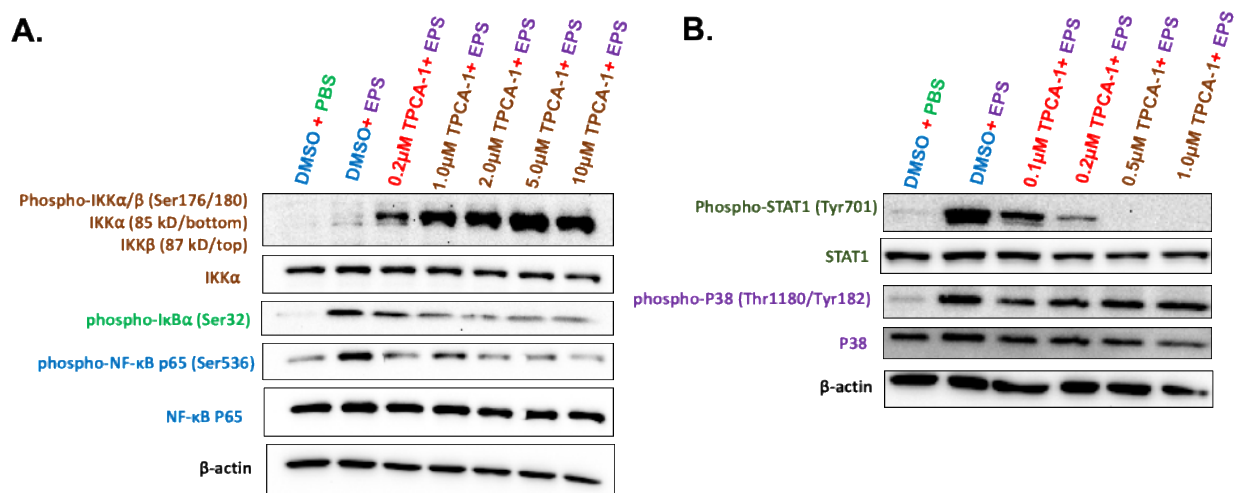 A.
DMSO + PBS
DMSO+ EPS
0.2µM TPCA-1+ EPS
1.0µM TPCA-1+ EPS
2.0µM TPCA-1+ EPS
5.0µM TPCA-1+ EPS
10µM TPCA-1+ EPS
Phospho-IKKα/β (Ser176/180)
IKKα (85 kD/bottom)
IKKβ (87 kD/top)
IKKα
phospho-IκBα (Ser32)
phospho-NF-κB p65 (Ser536)
NF-κB P65
β-actin
B.
DMSO + PBS
DMSO + EPS
0.1µM TPCA-1+ EPS
0.2µM TPCA-1+ EPS
0.5µM TPCA-1+ EPS
1.0µM TPCA-1+ EPS
Phospho-STAT1 (Tyr701)
STAT1
phospho-P38 (Thr1180/Tyr182)
P38
β-actin